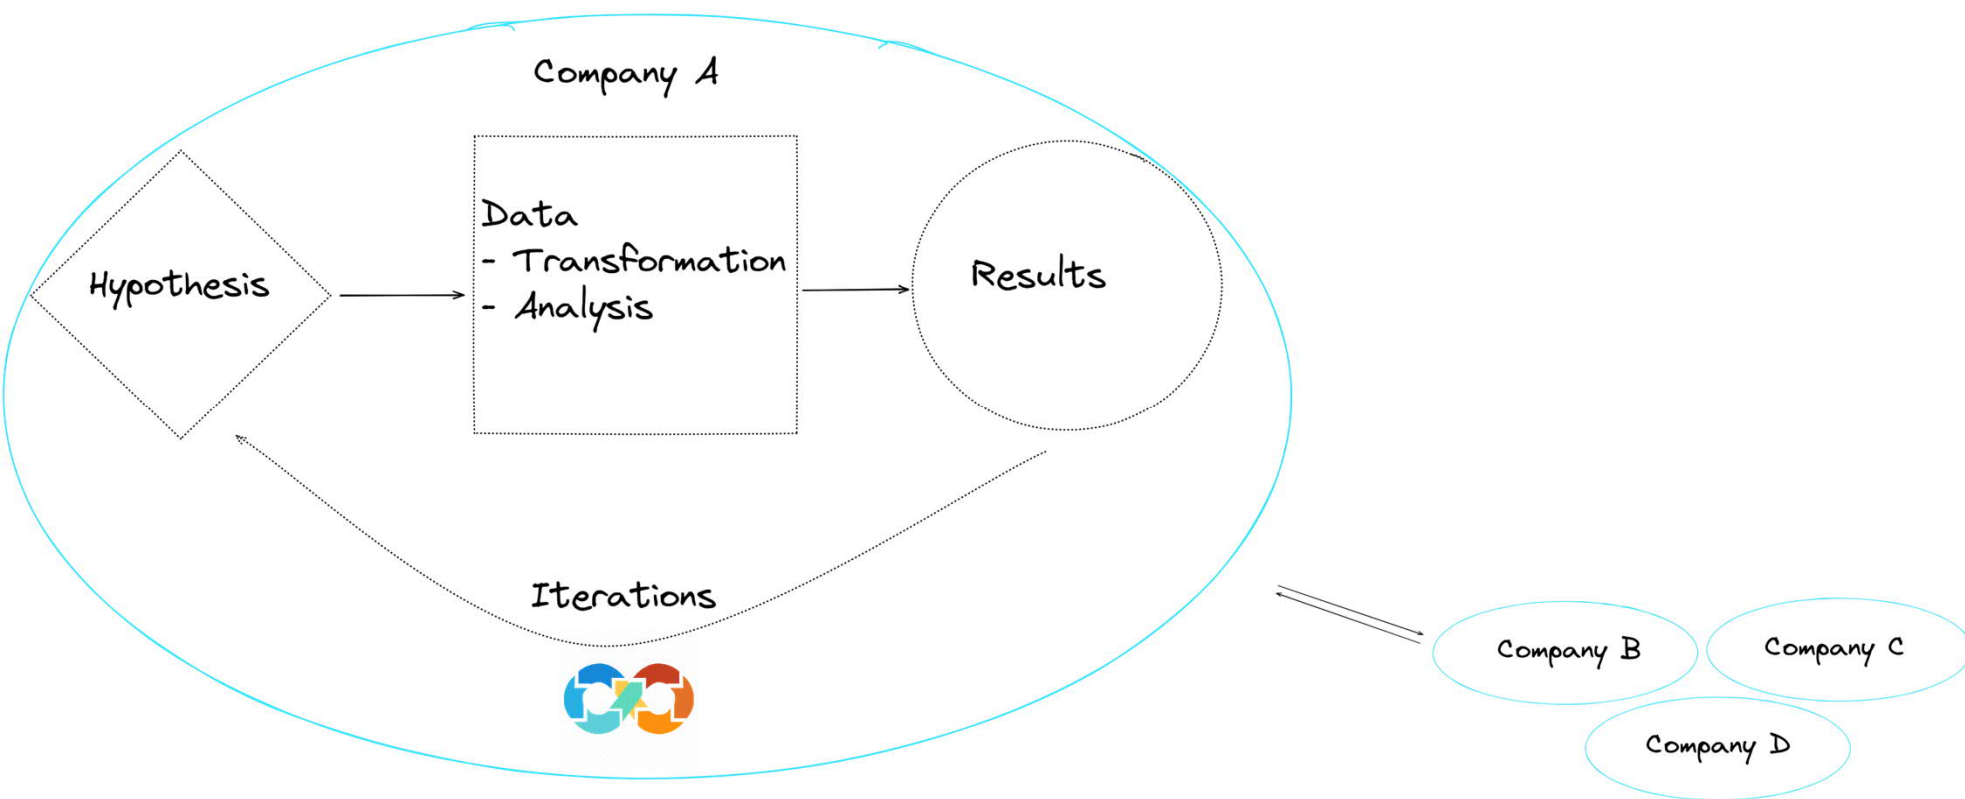 Company A
Hypothesis
Data
- Transformation
- Analysis
Results
Iterations
Company B
Company C
Company D